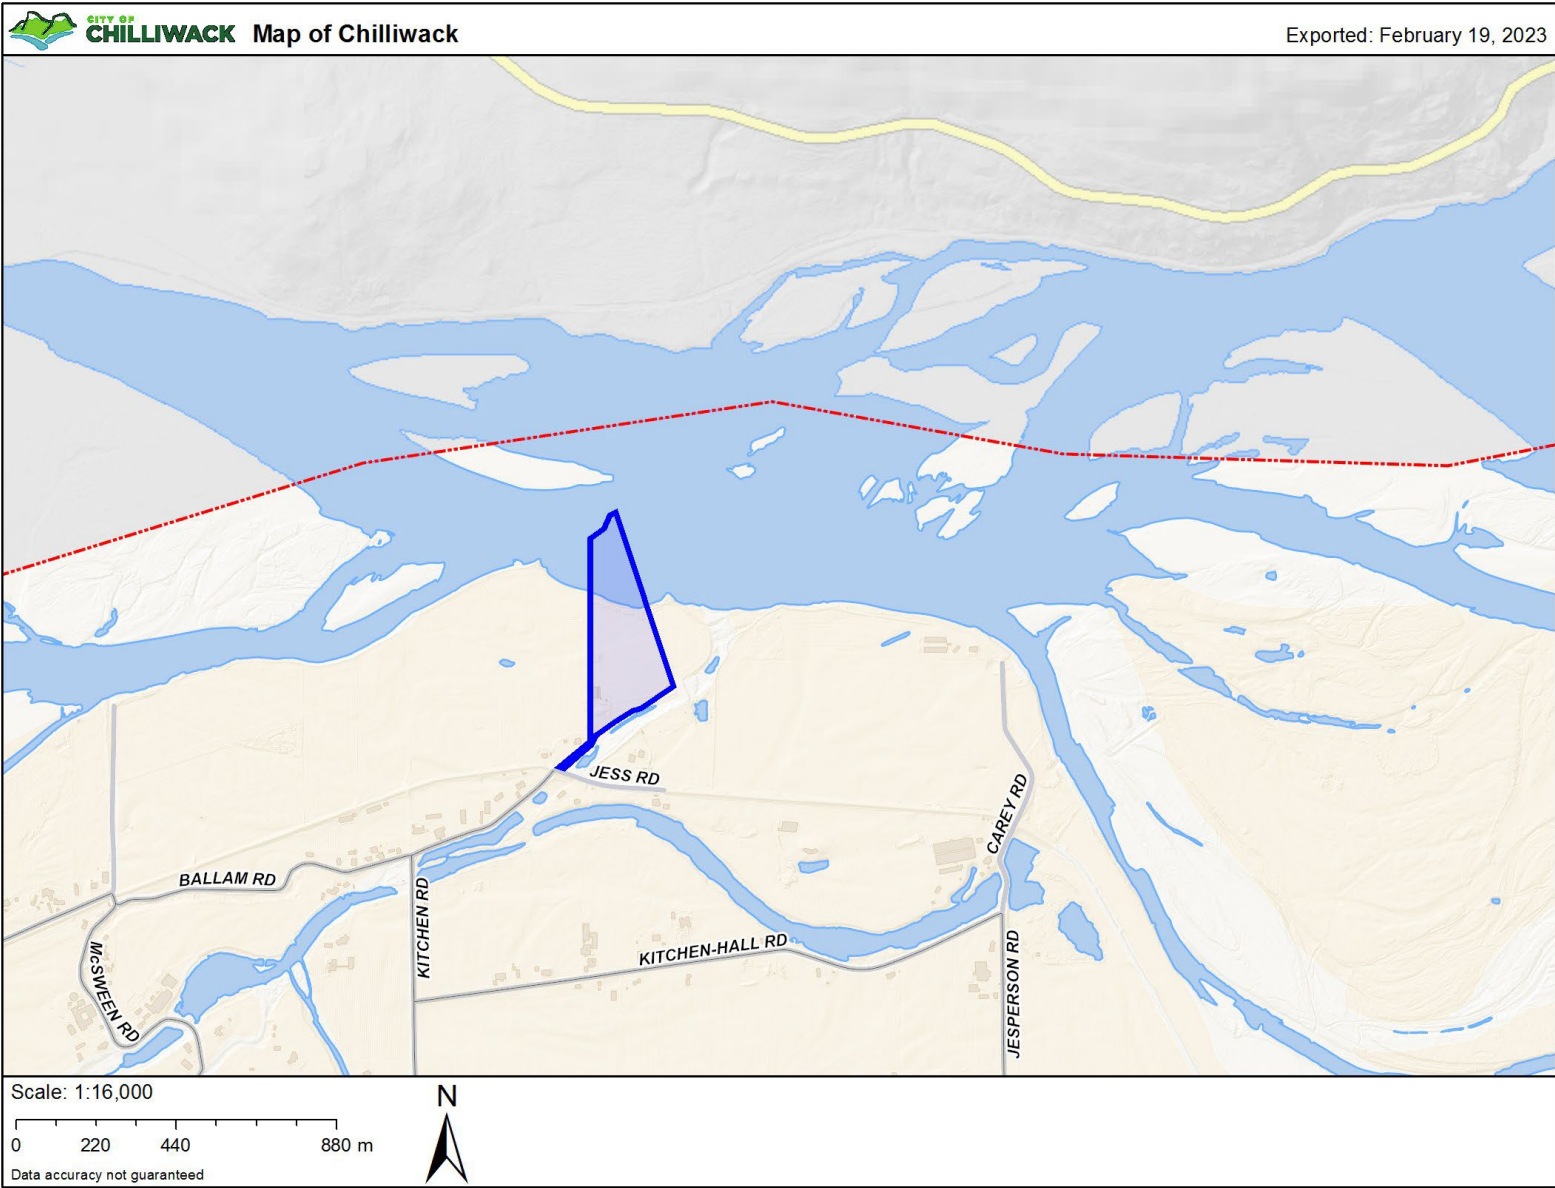 CITY OF
CHILLIWACK
Map of Chilliwack
Exported: February 19, 2023
JESS RD
CAREY RD
BALLAM RD
KITCHEN RD
KITCHEN-HALL RD
McSWEEN RD
JESPERSON RD
Scale: 1:16,000
N
0 220 440 880 m
Data accuracy not guaranteed